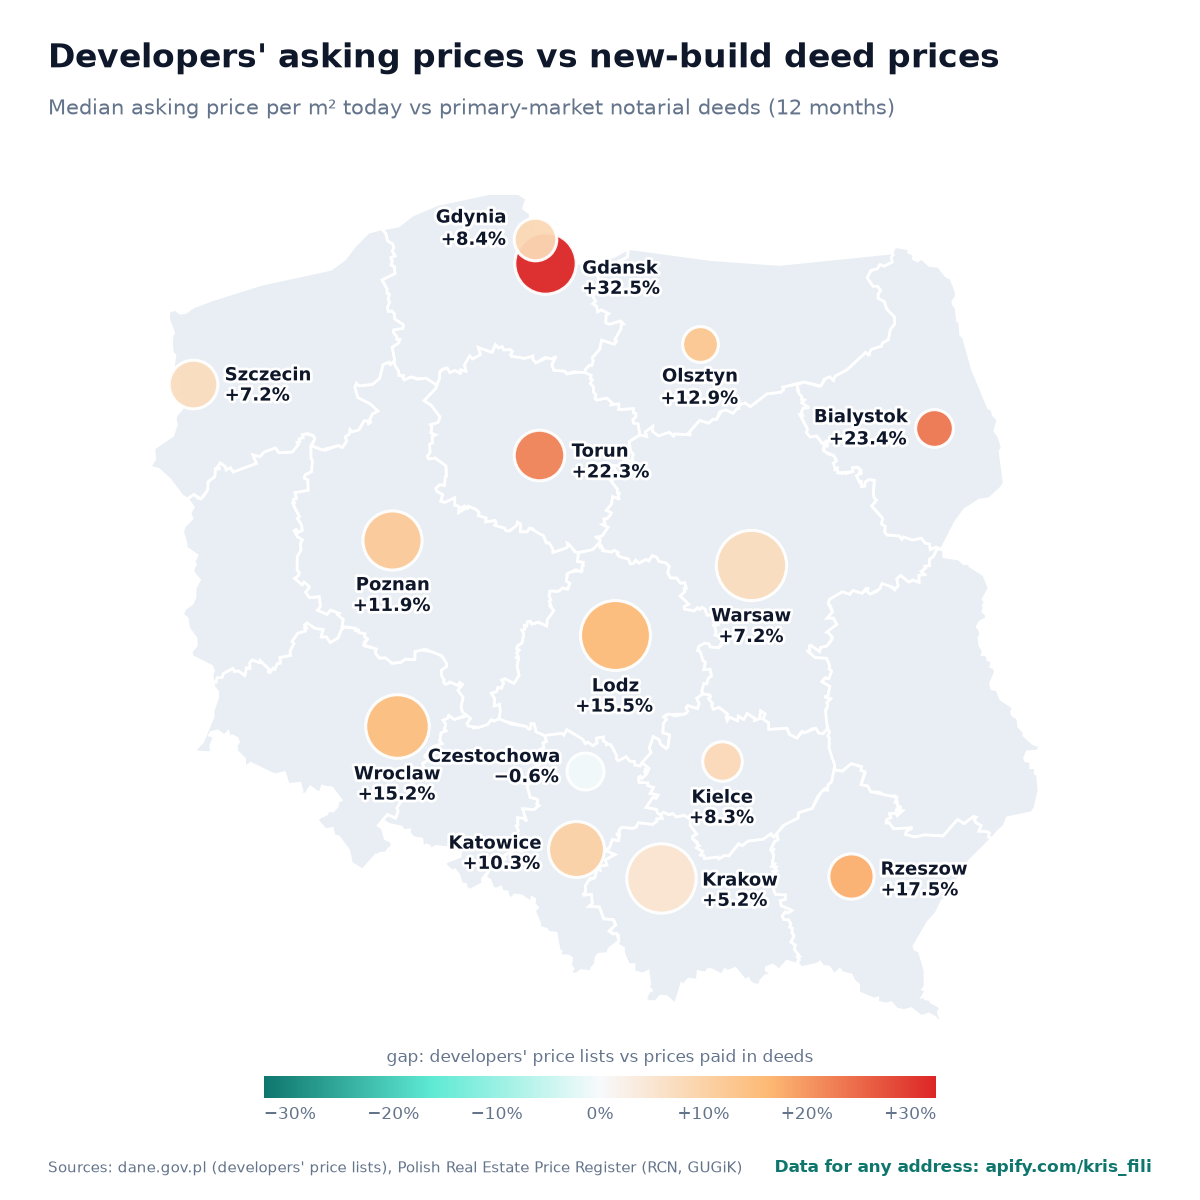 Developers' asking prices vs new-build deed prices
Median asking price per m² today vs primary-market notarial deeds (12 months)
Gdynia
+8.4%
Gdansk
+32.5%
Olsztyn
+12.9%
Szczecin
+7.2%
Bialystok
+23.4%
Torun
+22.3%
Poznan
+11.9%
Warsaw
+7.2%
Lodz
+15.5%
Czestochowa
−0.6%
Wroclaw
+15.2%
Kielce
+8.3%
Katowice
+10.3%
Krakow
+5.2%
Rzeszow
+17.5%
gap: developers' price lists vs prices paid in deeds
−30% −20% −10% 0% +10% +20% +30%
Sources: dane.gov.pl (developers' price lists), Polish Real Estate Price Register (RCN, GUGiK) Data for any address: apify.com/kris_fili